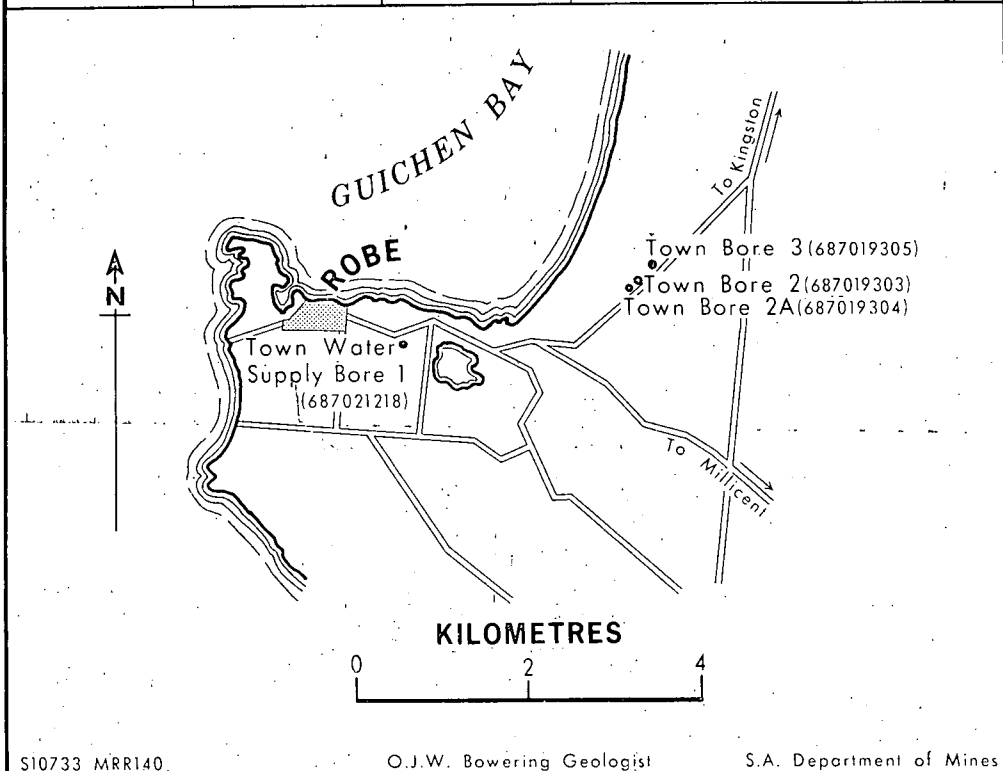 GUICHEN BAY
To Kingston
ROBE
Town Bore 3 (687019305)
Town Bore 2 (687019303)
Town Bore 2A (687019304)
N
Town Water
Supply Bore 1
(687021218)
To Millicent
KILOMETRES
0 2 4
S10733 MRR140 O.J.W. Bowering Geologist S.A. Department of Mines